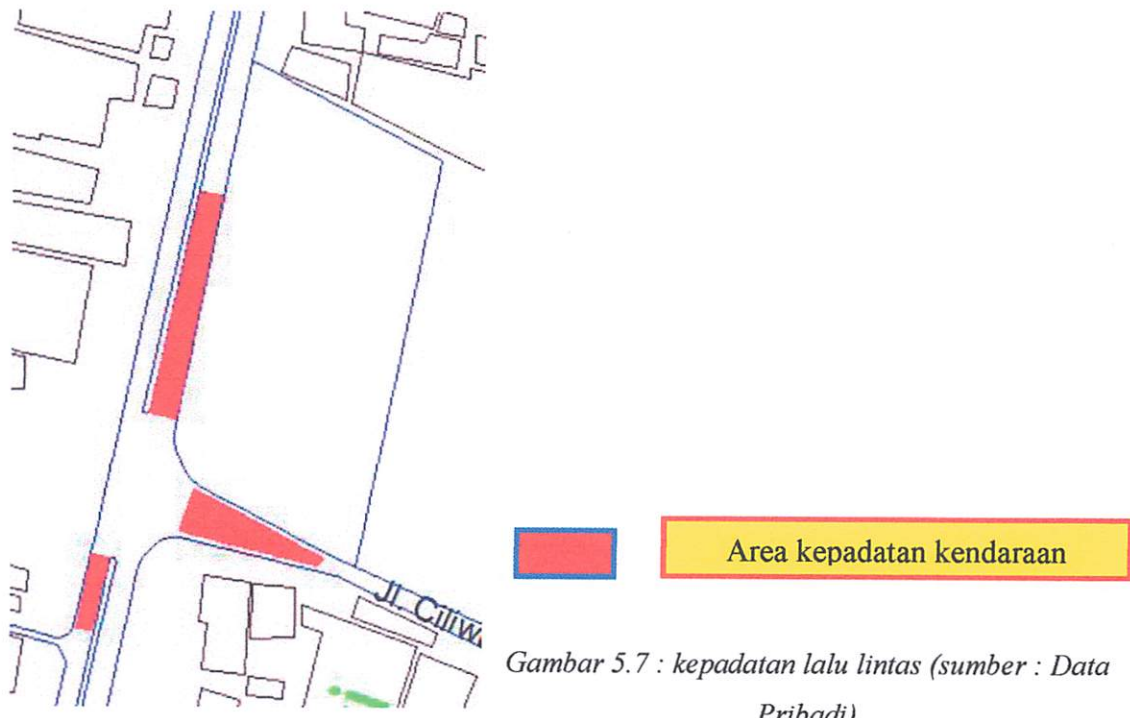 Area kepadatan kendaraan
Jl. Ciliw
Gambar 5.7 : kepadatan lalu lintas (sumber : Data
Pribadi)